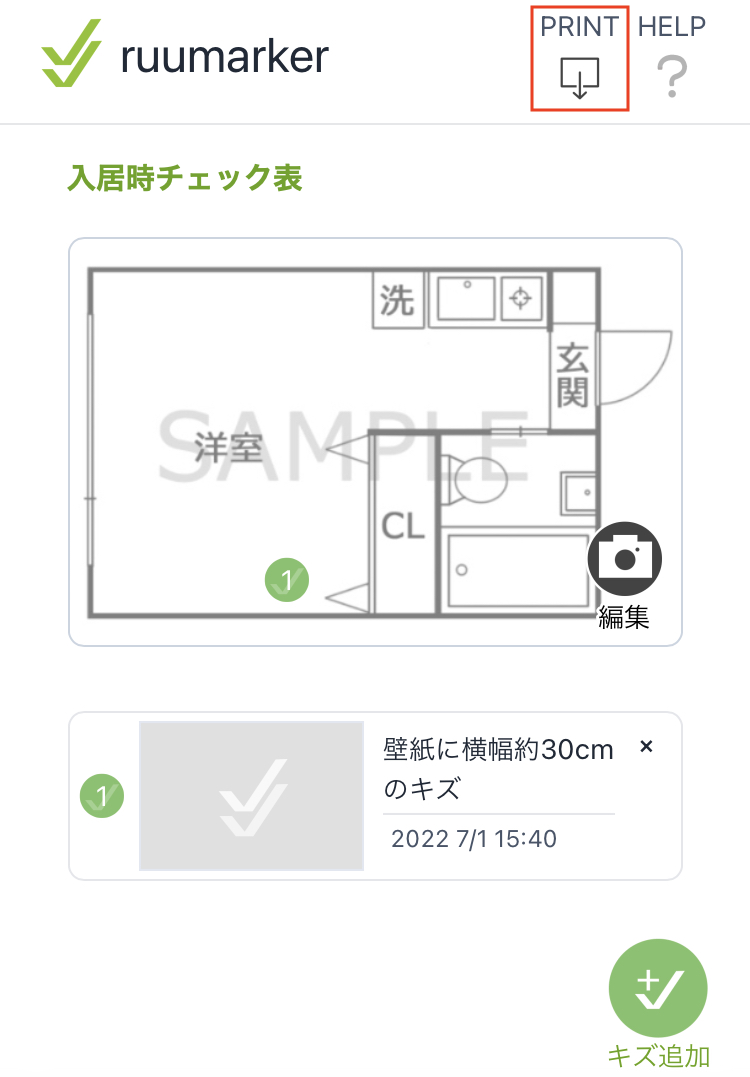 ruumarker
PRINT
HELP
?
入居時チェック表
洗
玄関
SAMPLE
洋室
CL
1
編集
1
壁紙に横幅約30cm
のキズ
×
2022 7/1 15:40
キズ追加